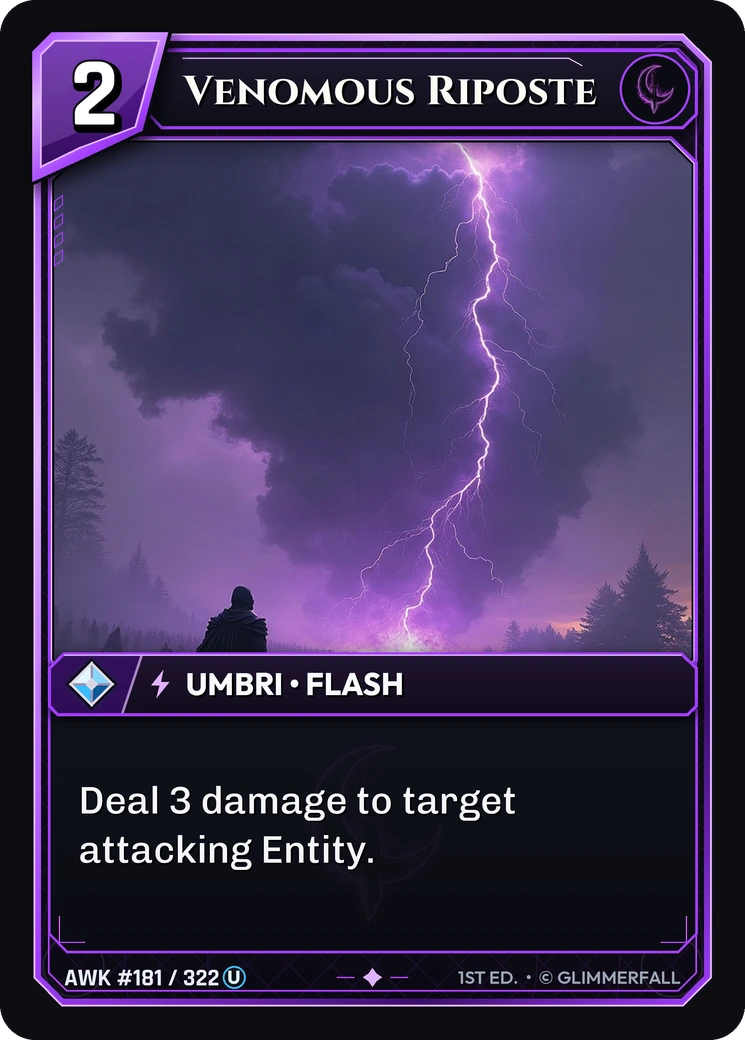 2
VENOMOUS RIPOSTE
UMBRI • FLASH
Deal 3 damage to target
attacking Entity.
AWK #181 / 322 U
1ST ED. • © GLIMMERFALL